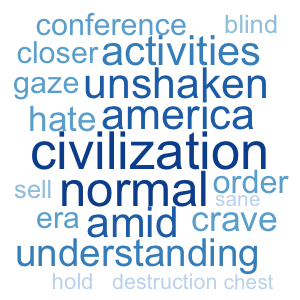 conference blind
closer activities
gaze unshaken
hate america
civilization
sell normal order
sane
era amid crave
understanding
hold destruction chest